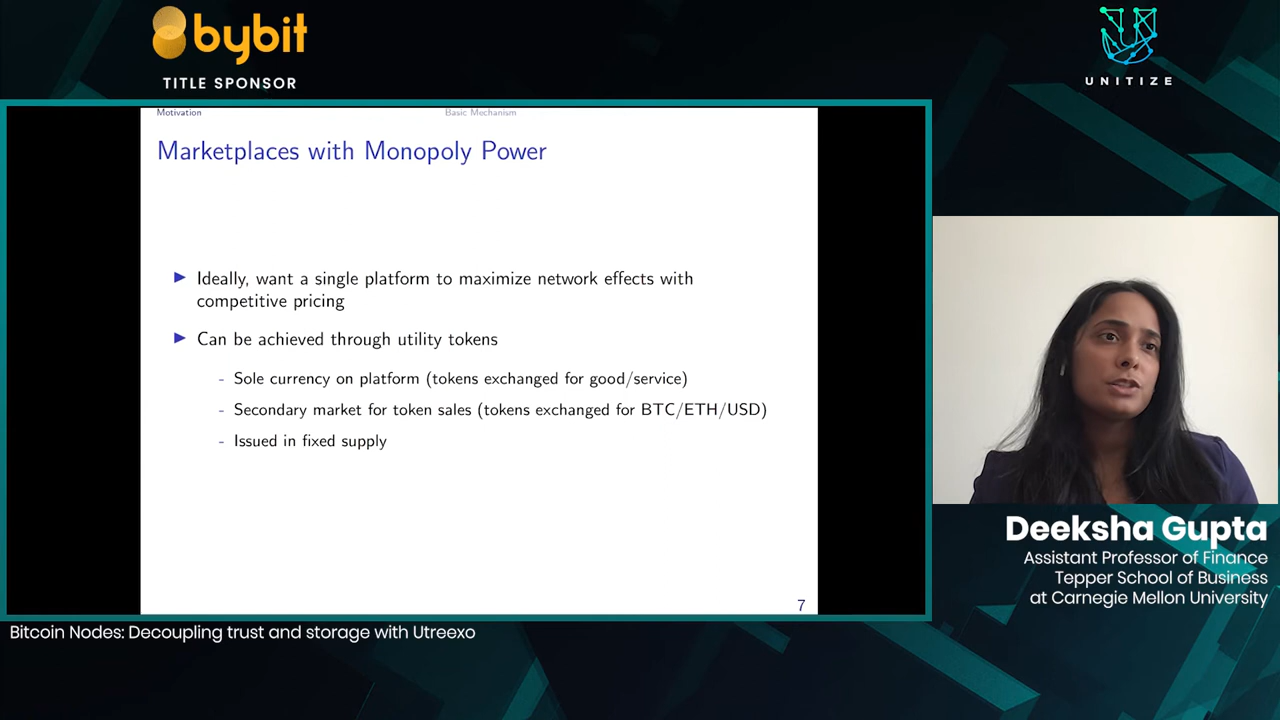 bybit
TITLE SPONSOR
UNITIZE
Motivation
Basic Mechanism
Marketplaces with Monopoly Power
▶ Ideally, want a single platform to maximize network effects with
competitive pricing
▶ Can be achieved through utility tokens
- Sole currency on platform (tokens exchanged for good/service)
- Secondary market for token sales (tokens exchanged for BTC/ETH/USD)
- Issued in fixed supply
7
Deeksha Gupta
Assistant Professor of Finance
Tepper School of Business
at Carnegie Mellon University
Bitcoin Nodes: Decoupling trust and storage with Utreexo